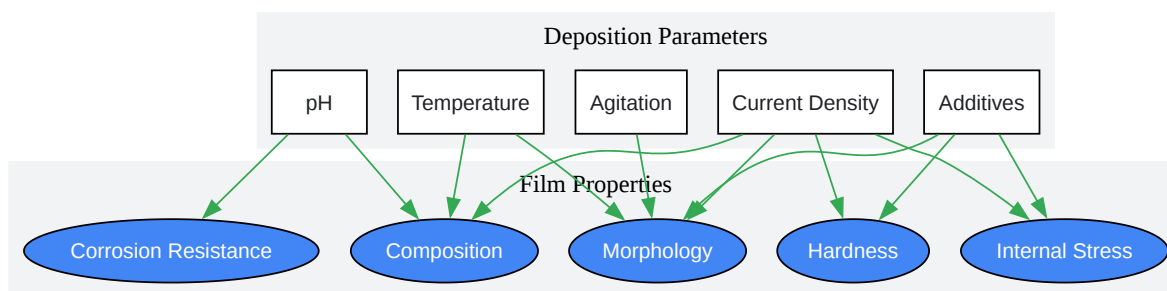 Deposition Parameters
pH
Temperature
Agitation
Current Density
Additives
Film Properties
Corrosion Resistance
Composition
Morphology
Hardness
Internal Stress